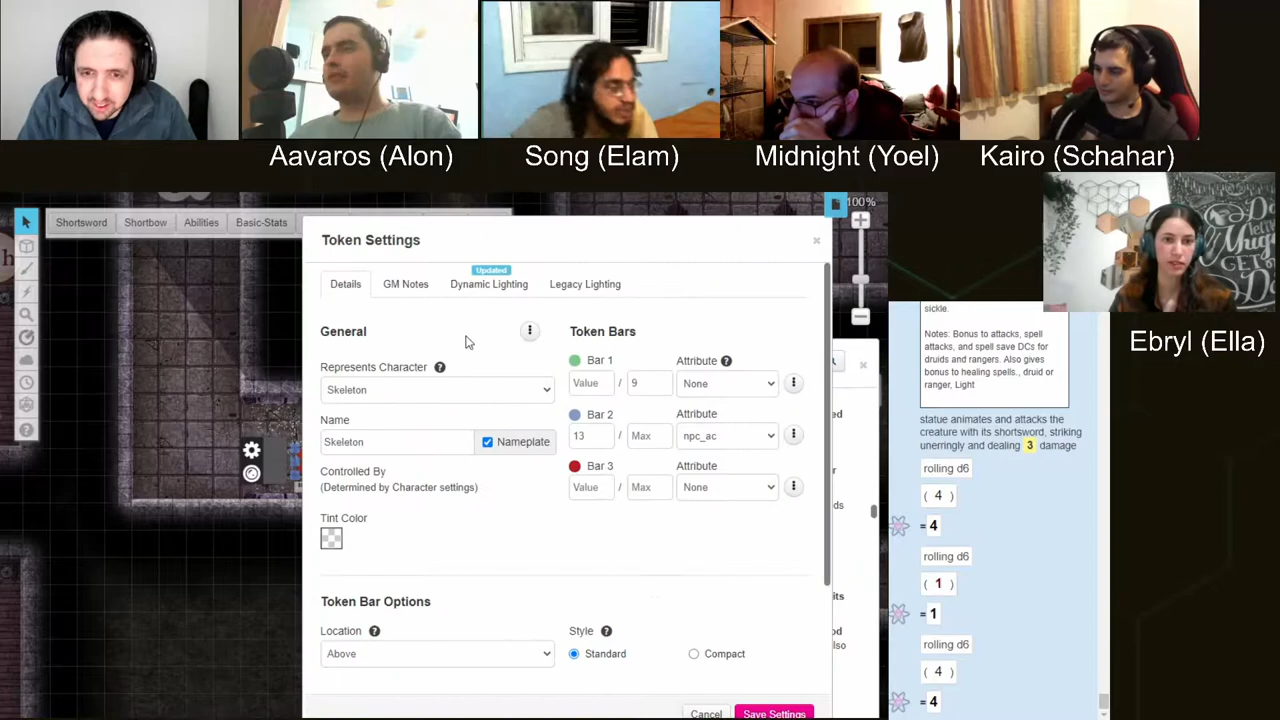 Aavaros (Alon)
Song (Elam)
Midnight (Yoel)
Kairo (Schahar)
Ebryl (Ella)
Shortsword
Shortbow
Abilities
Basic-Stats
100%
Token Settings
Updated
Details
GM Notes
Dynamic Lighting
Legacy Lighting
General
Represents Character
Skeleton
Name
Skeleton
Nameplate
Controlled By
(Determined by Character settings)
Tint Color
Token Bars
Bar 1
Attribute
Value / 9
None
Bar 2
Attribute
13 / Max
npc_ac
Bar 3
Attribute
Value / Max
None
Token Bar Options
Location
Above
Style
Standard
Compact
Cancel
Save Settings
sickle.
Notes: Bonus to attacks, spell
attacks, and spell save DCs for
druids and rangers. Also gives
bonus to healing spells., druid or
ranger, Light
statue animates and attacks the
creature with its shortsword, striking
unerringly and dealing 3 damage
rolling d6
( 4 )
= 4
rolling d6
( 1 )
= 1
rolling d6
( 4 )
= 4